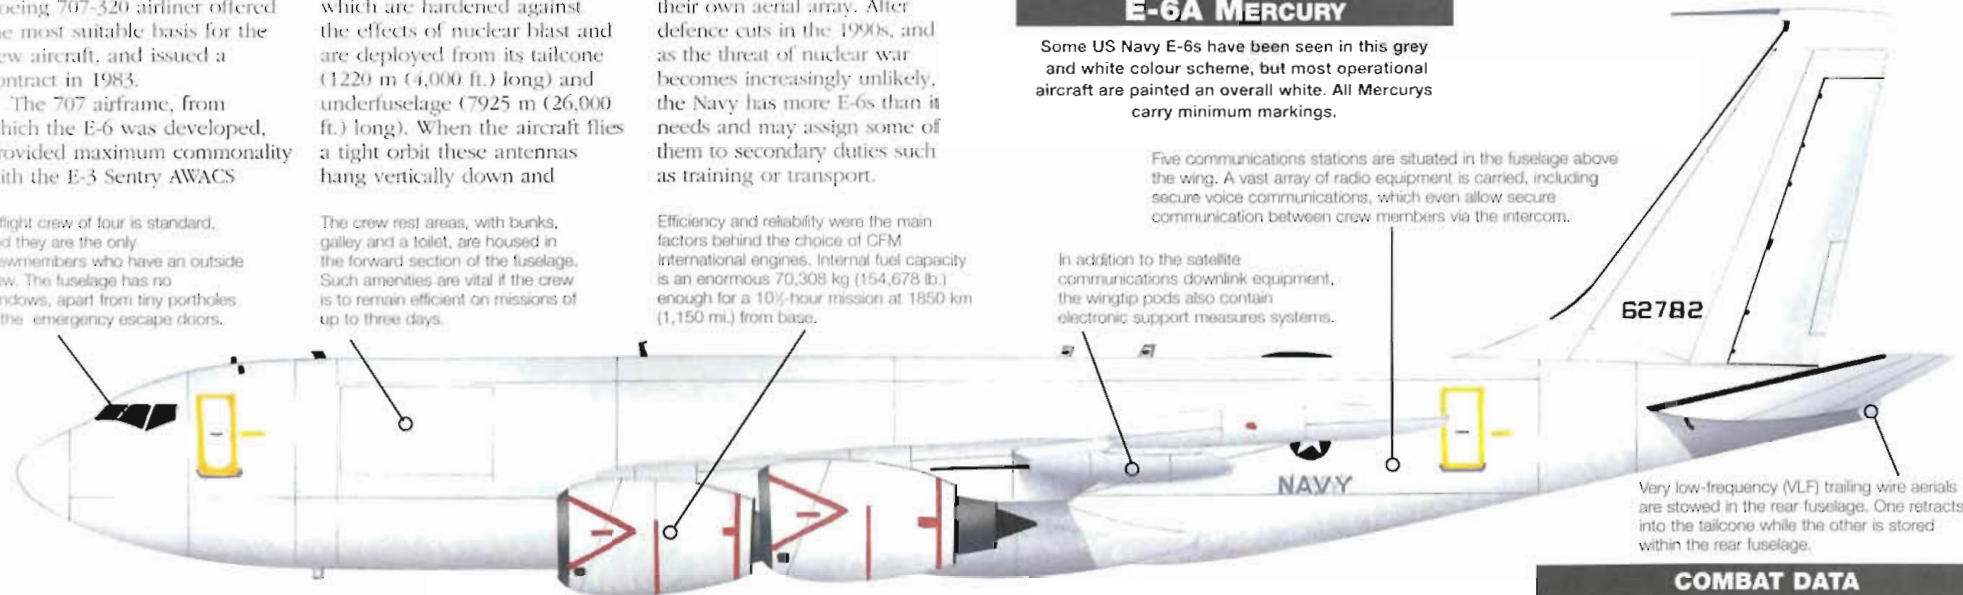 707-320 airliner offered
most suitable basis for the
aircraft, and issued a
in 1983.
The 707 airframe, from
the E-6 was developed,
maximum commonality
the E-3 Sentry AWACS
which are hardened against
the effects of nuclear blast and
are deployed from its tailcone
(1220 m (4,000 ft.) long) and
underfuselage (7925 m (26,000
ft.) long). When the aircraft flies
a tight orbit these antennas
hang vertically down and
their own aerial array. After
defence cuts in the 1990s, and
as the threat of nuclear war
becomes increasingly unlikely,
the Navy has more E-6s than it
needs and may assign some of
them to secondary duties such
as training or transport.
E-6A MERCURY
Some US Navy E-6s have been seen in this grey
and white colour scheme, but most operational
aircraft are painted an overall white. All Mercurys
carry minimum markings.
flight crew of four is standard,
they are the only
who have an outside
The fuselage has no
apart from tiny portholes
the emergency escape doors.
The crew rest areas, with bunks,
galley and a toilet, are housed in
the forward section of the fuselage.
Such amenities are vital if the crew
is to remain efficient on missions of
up to three days.
Efficiency and reliability were the main
factors behind the choice of CFM
International engines. Internal fuel capacity
is an enormous 70,308 kg (154,678 lb.)
enough for a 10½-hour mission at 1850 km
(1,150 mi.) from base.
In addition to the satellite
communications downlink equipment,
the wingtip pods also contain
electronic support measures systems.
Five communications stations are situated in the fuselage above
the wing. A vast array of radio equipment is carried, including
secure voice communications, which even allow secure
communication between crew members via the intercom.
62782
NAVY
Very low-frequency (VLF) trailing wire aerials
are stowed in the rear fuselage. One retracts
into the tailcone while the other is stored
within the rear fuselage.
COMBAT DATA